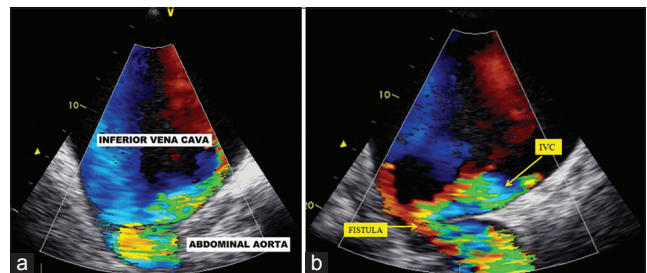 V
10
INFERIOR VENA CAVA
ABDOMINAL AORTA
a
10
IVC
20
FISTULA
b